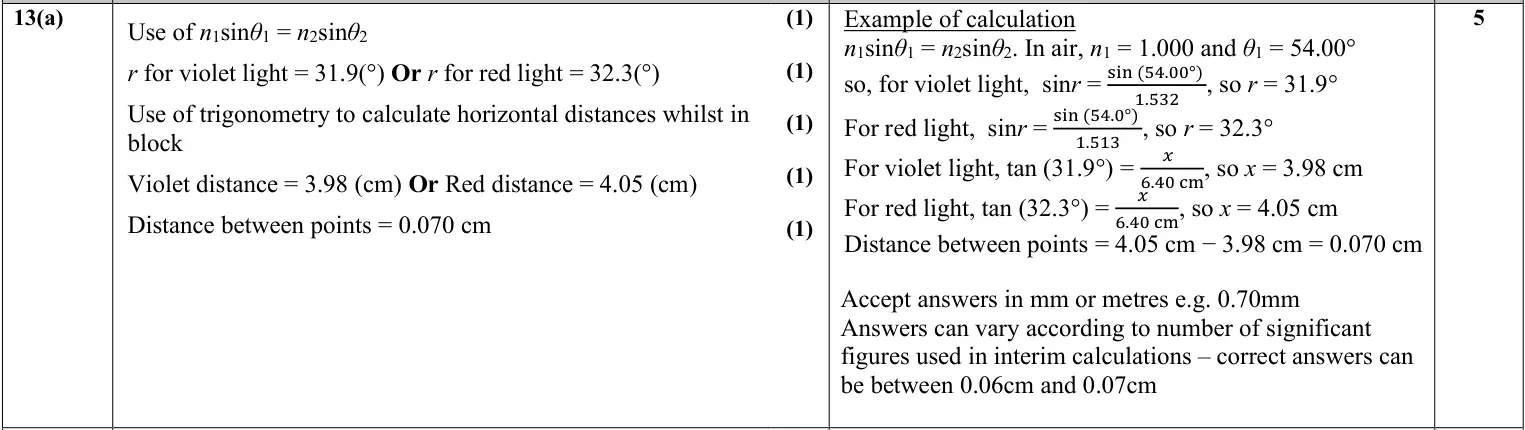 13(a)
Use of n₁sinθ₁ = n₂sinθ₂ (1)
r for violet light = 31.9(°) Or r for red light = 32.3(°) (1)
Use of trigonometry to calculate horizontal distances whilst in
block (1)
Violet distance = 3.98 (cm) Or Red distance = 4.05 (cm) (1)
Distance between points = 0.070 cm (1)
Example of calculation
n₁sinθ₁ = n₂sinθ₂. In air, n₁ = 1.000 and θ₁ = 54.00°
so, for violet light, sinr = sin (54.00°)/1.532, so r = 31.9°
For red light, sinr = sin (54.0°)/1.513, so r = 32.3°
For violet light, tan (31.9°) = x/6.40 cm, so x = 3.98 cm
For red light, tan (32.3°) = x/6.40 cm, so x = 4.05 cm
Distance between points = 4.05 cm − 3.98 cm = 0.070 cm
Accept answers in mm or metres e.g. 0.70mm
Answers can vary according to number of significant
figures used in interim calculations – correct answers can
be between 0.06cm and 0.07cm
5